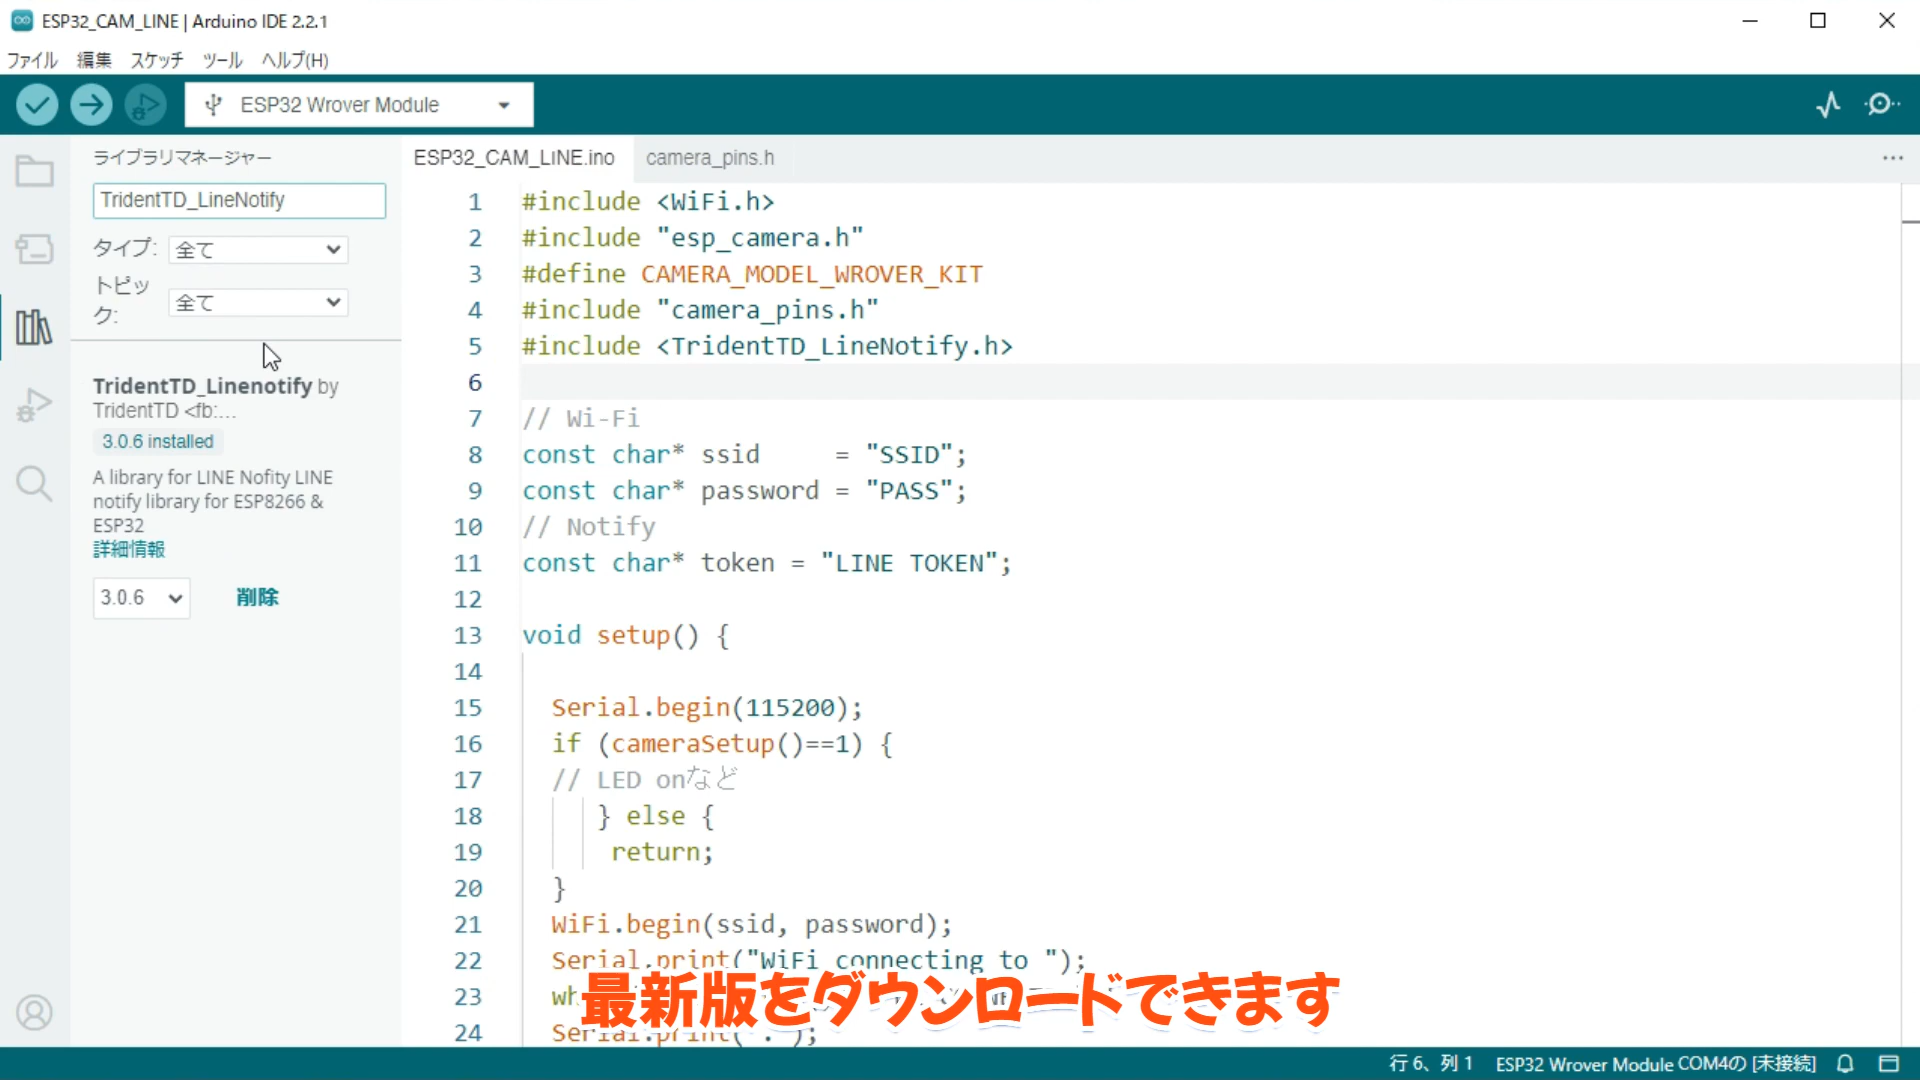 ESP32_CAM_LINE | Arduino IDE 2.2.1
ファイル 編集 スケッチ ツール ヘルプ(H)
ESP32 Wrover Module
ライブラリマネージャー
TridentTD_LineNotify
タイプ: 全て
トピック: 全て
TridentTD_Linenotify by
TridentTD <fb:...
3.0.6 installed
A library for LINE Nofity LINE
notify library for ESP8266 &
ESP32
詳細情報
3.0.6 削除
ESP32_CAM_LINE.ino camera_pins.h
1 #include <WiFi.h>
2 #include "esp_camera.h"
3 #define CAMERA_MODEL_WROVER_KIT
4 #include "camera_pins.h"
5 #include <TridentTD_LineNotify.h>
6
7 // Wi-Fi
8 const char* ssid     = "SSID";
9 const char* password = "PASS";
10 // Notify
11 const char* token = "LINE TOKEN";
12
13 void setup() {
14
15 Serial.begin(115200);
16 if (cameraSetup()==1) {
17 // LED onなど
18 } else {
19 return;
20 }
21 WiFi.begin(ssid, password);
22 Serial.print("WiFi connecting to ");
23
24 Serial.print(".");
最新版をダウンロードできます
行 6、列 1 ESP32 Wrover Module COM4の [未接続]